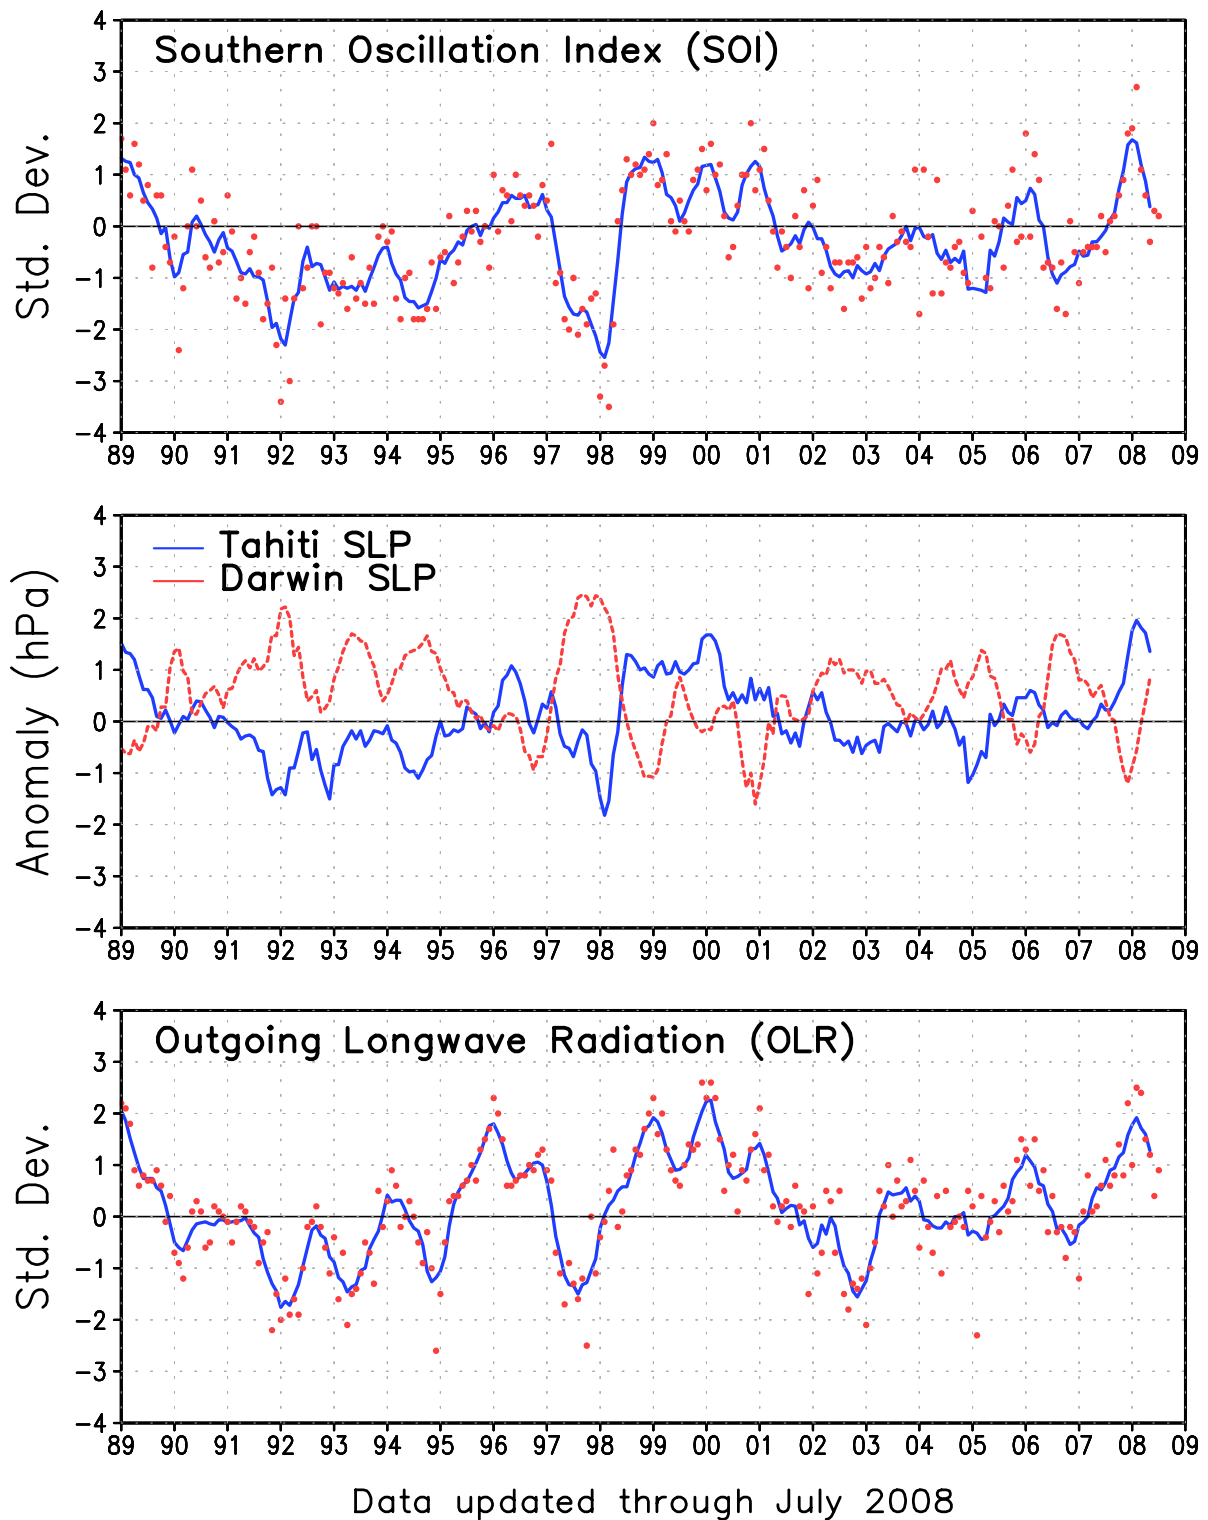 Southern Oscillation Index (SOI)
Std. Dev.
4
3
2
1
0
−1
−2
−3
−4
89 90 91 92 93 94 95 96 97 98 99 00 01 02 03 04 05 06 07 08 09
Tahiti SLP
Darwin SLP
Anomaly (hPa)
4
3
2
1
0
−1
−2
−3
−4
89 90 91 92 93 94 95 96 97 98 99 00 01 02 03 04 05 06 07 08 09
Outgoing Longwave Radiation (OLR)
Std. Dev.
4
3
2
1
0
−1
−2
−3
−4
89 90 91 92 93 94 95 96 97 98 99 00 01 02 03 04 05 06 07 08 09
Data updated through July 2008